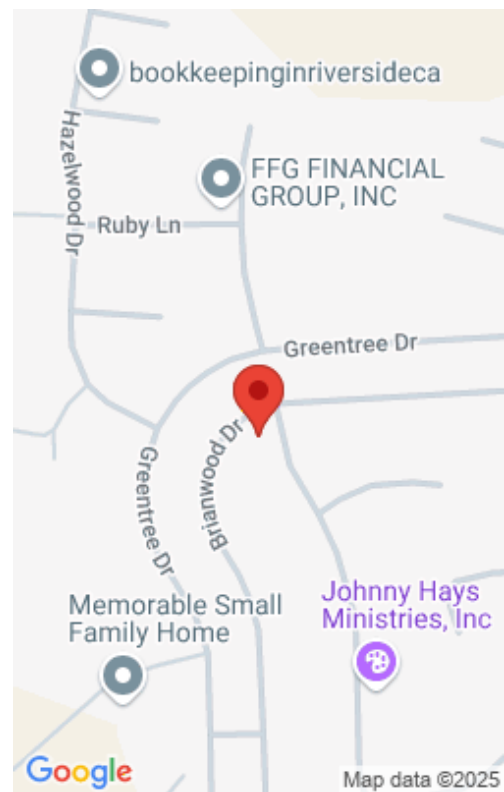 bookkeepinginriversideca
Hazelwood Dr
FFG FINANCIAL
GROUP, INC
Ruby Ln
Greentree Dr
Brianwood Dr
Greentree Dr
Johnny Hays
Ministries, Inc
Memorable Small
Family Home
Google
Map data ©2025